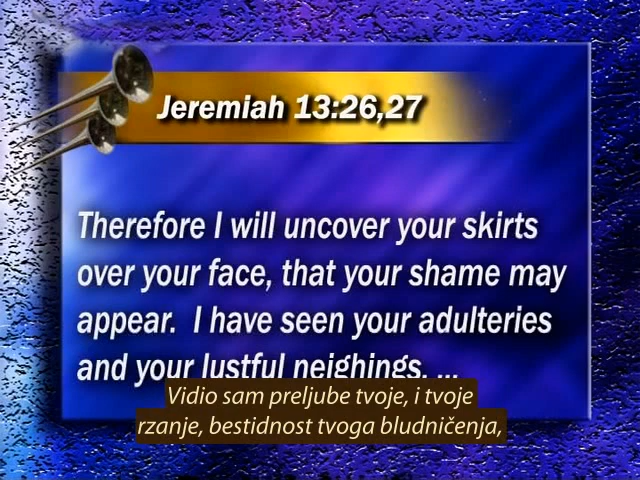 Jeremiah 13:26,27
Therefore I will uncover your skirts
over your face, that your shame may
appear.  I have seen your adulteries
and your lustful neighings, ...
Vidio sam preljube tvoje, i tvoje
rzanje, bestidnost tvoga bludničenja,